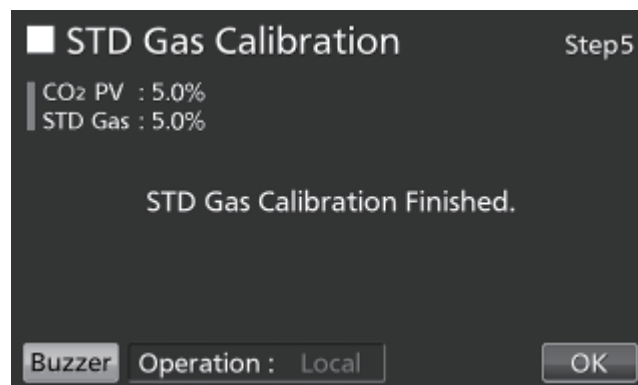 STD Gas Calibration Step5
CO2 PV : 5.0%
STD Gas : 5.0%
STD Gas Calibration Finished.
Buzzer Operation : Local OK